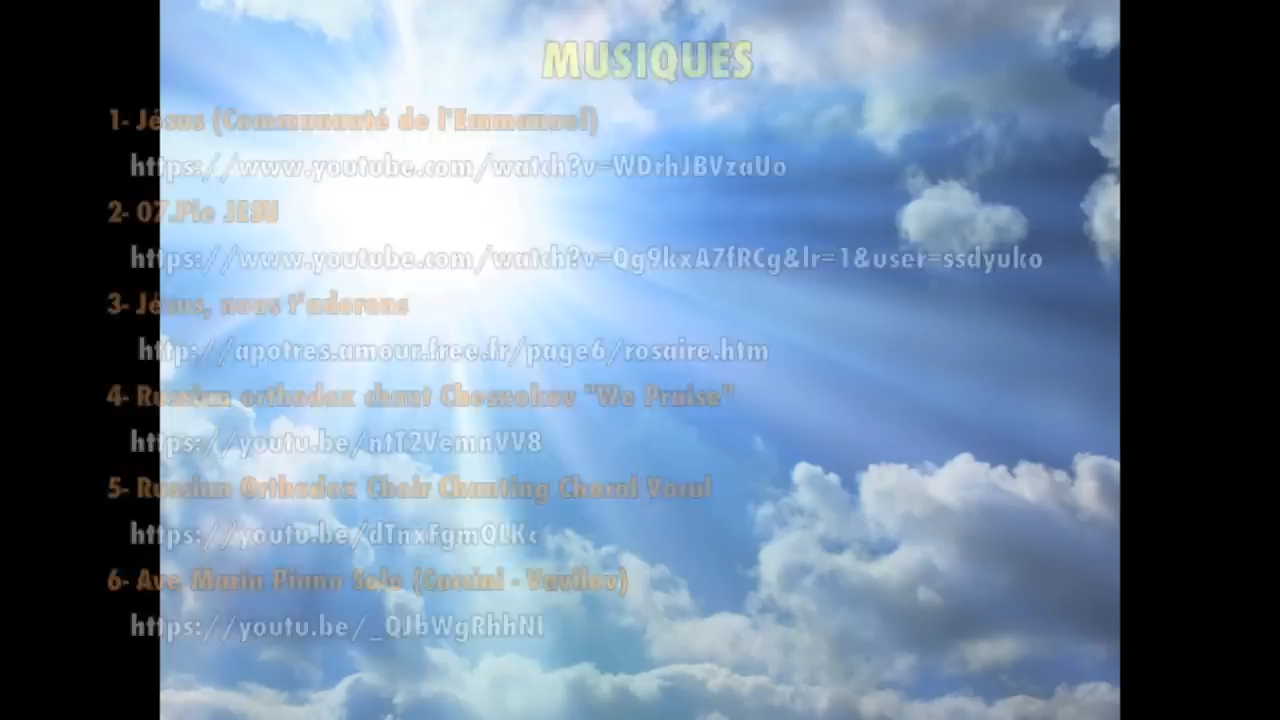 MUSIQUES
1- Jésus (Communauté de l'Emmanuel)
https://www.youtube.com/watch?v=WDrhJBVzaUo
2- 07.Pie JESU
https://www.youtube.com/watch?v=Qg9kxA7fRCg&lr=1&user=ssdyuko
3- Jésus, nous t'adorons
http://apotres.amour.free.fr/page6/rosaire.htm
4- Russian orthodox chant Chesnokov "We Praise"
https://youtu.be/ntT2VemnVV8
5- Russian Orthodox Choir Chanting Choral Vocal
https://youtu.be/dTnxFgmQLKc
6- Ave Maria Piano Solo (Caccini - Vavilov)
https://youtu.be/_QJbWgRhhNI